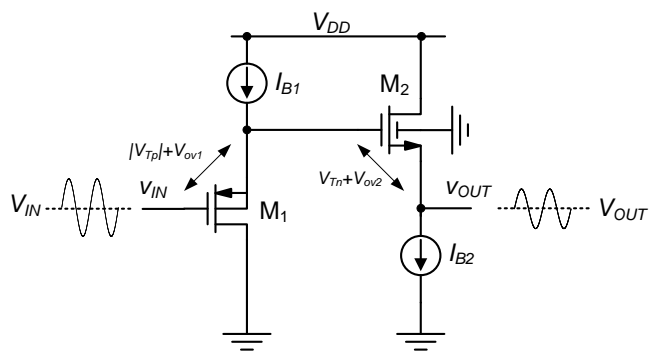 V_DD
I_B1
M_2
|V_Tp|+V_ov1
V_Tn+V_ov2
V_IN
v_IN
M_1
v_OUT
V_OUT
I_B2